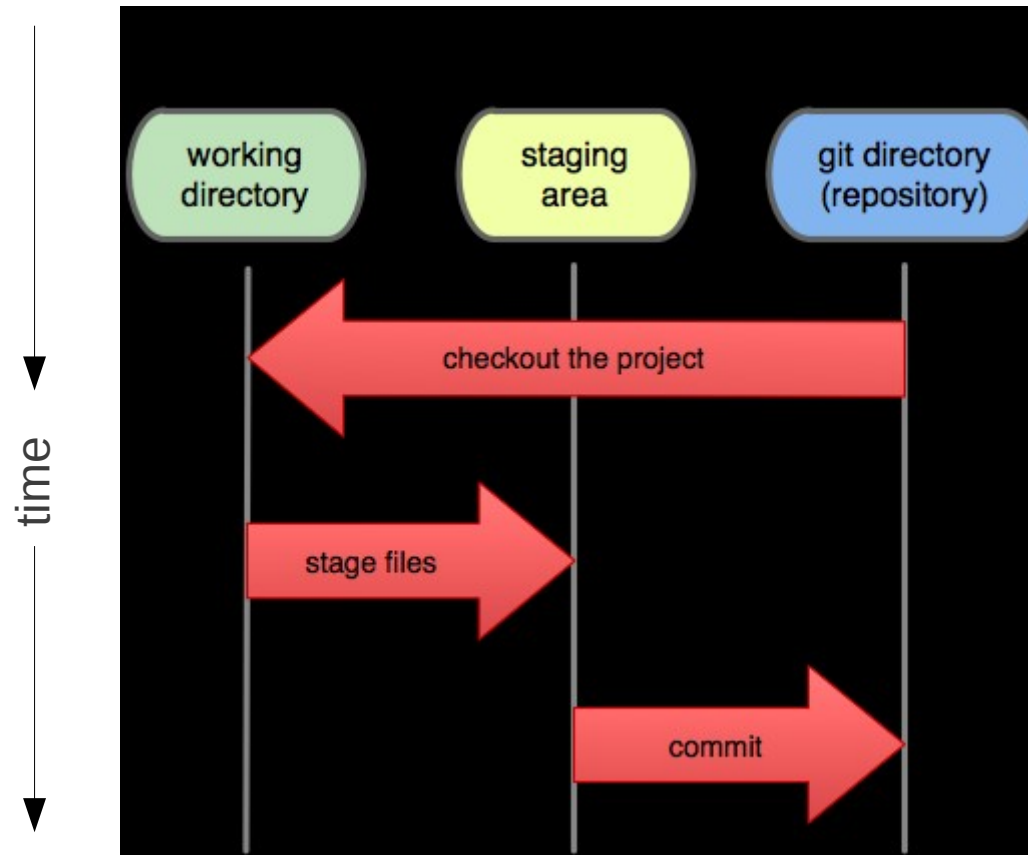 working
directory
staging
area
git directory
(repository)
checkout the project
time
stage files
commit